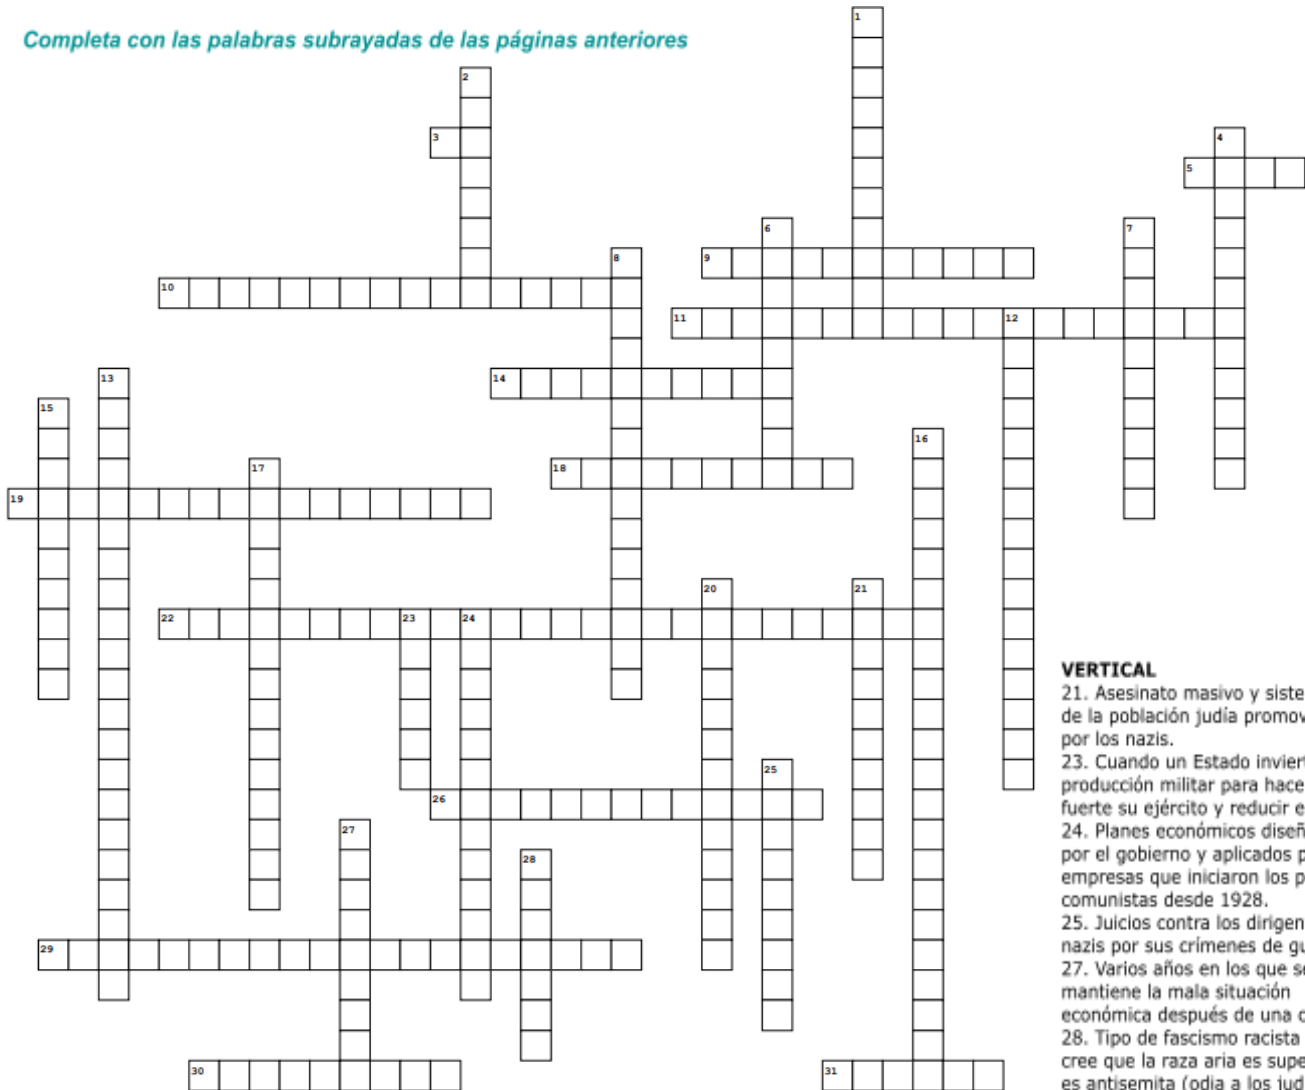 Completa con las palabras subrayadas de las páginas anteriores
1
2
3
4
5
6
7
8
9
10
11
12
13
14
15
16
17
18
19
20
21
22
23
24
25
26
27
28
29
30
31
VERTICAL
21. Asesinato masivo y siste
de la población judía promov
por los nazis.
23. Cuando un Estado inviert
producción militar para hace
fuerte su ejército y reducir e
24. Planes económicos diseñ
por el gobierno y aplicados p
empresas que iniciaron los p
comunistas desde 1928.
25. Juicios contra los dirigen
nazis por sus crímenes de gu
27. Varios años en los que se
mantiene la mala situación
económica después de una c
28. Tipo de fascismo racista
cree que la raza aria es supe
es antisemita (odia a los jud